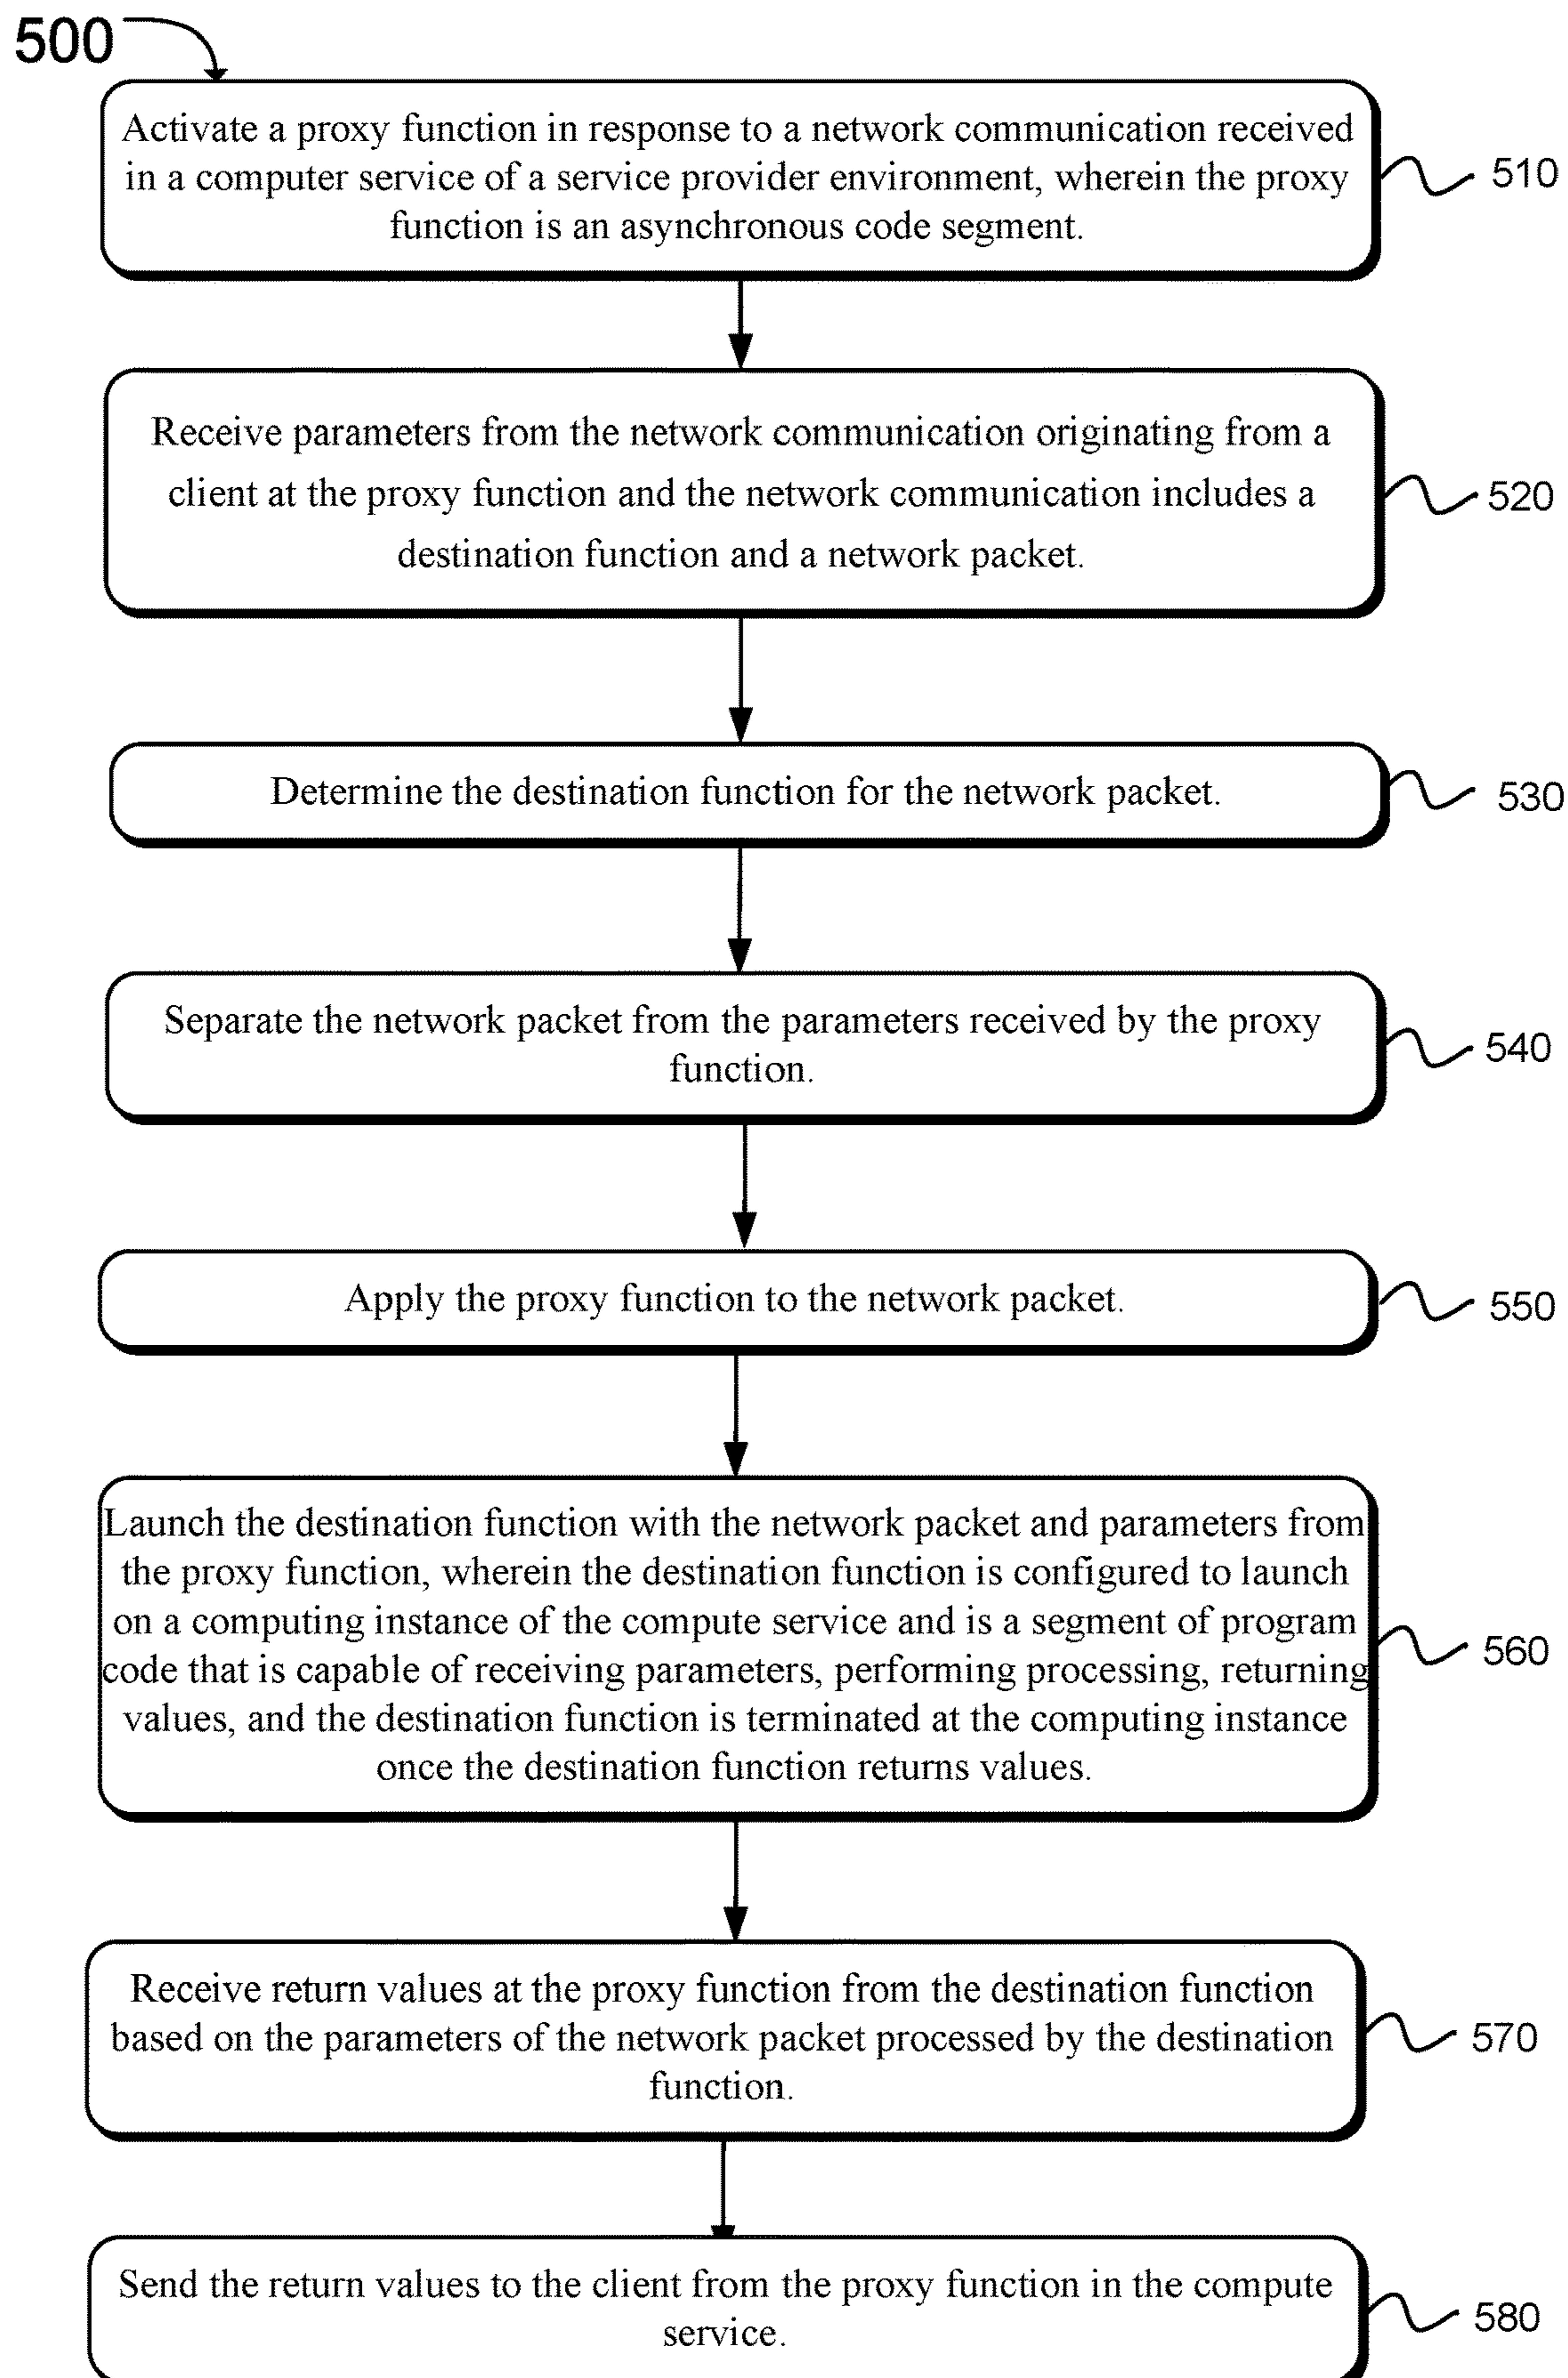 500
Activate a proxy function in response to a network communication received
in a computer service of a service provider environment, wherein the proxy
function is an asynchronous code segment.
510
Receive parameters from the network communication originating from a
client at the proxy function and the network communication includes a
destination function and a network packet.
520
Determine the destination function for the network packet.
530
Separate the network packet from the parameters received by the proxy
function.
540
Apply the proxy function to the network packet.
550
Launch the destination function with the network packet and parameters from
the proxy function, wherein the destination function is configured to launch
on a computing instance of the compute service and is a segment of program
code that is capable of receiving parameters, performing processing, returning
values, and the destination function is terminated at the computing instance
once the destination function returns values.
560
Receive return values at the proxy function from the destination function
based on the parameters of the network packet processed by the destination
function.
570
Send the return values to the client from the proxy function in the compute
service.
580